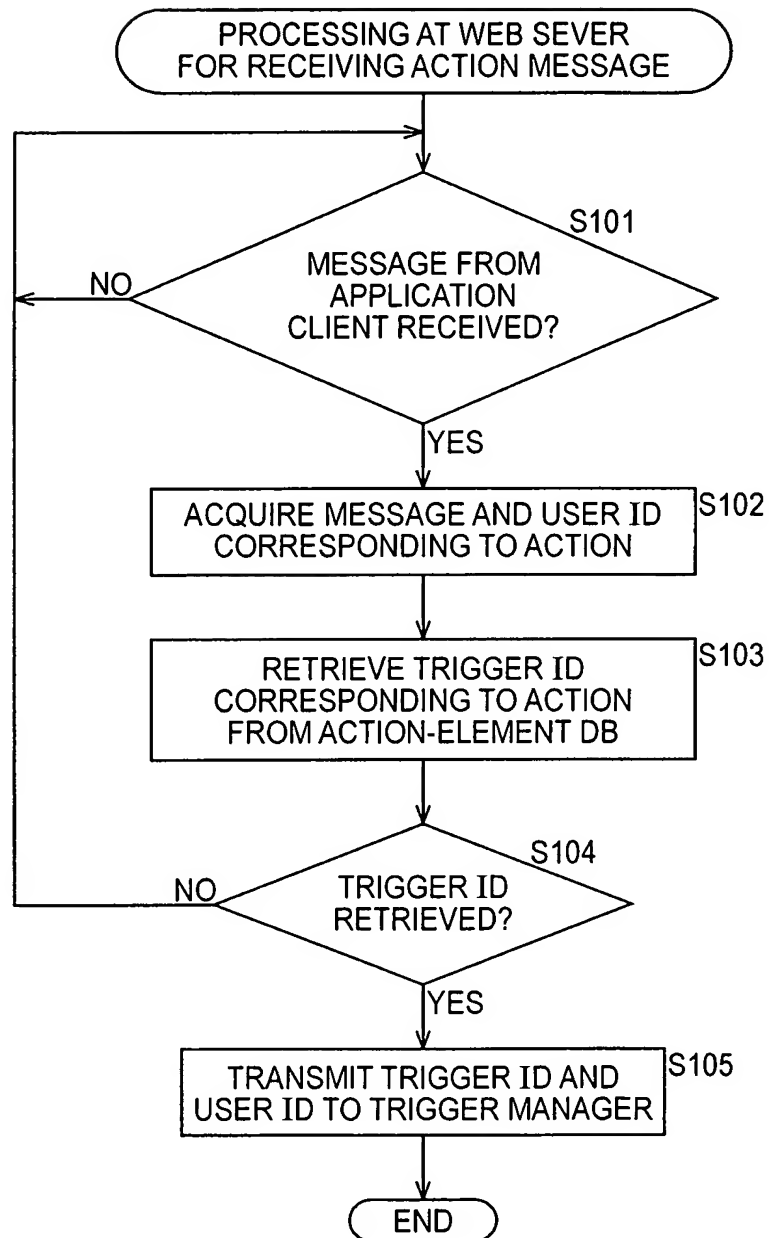 PROCESSING AT WEB SEVER
FOR RECEIVING ACTION MESSAGE
S101
MESSAGE FROM
APPLICATION
CLIENT RECEIVED?
NO
YES
S102
ACQUIRE MESSAGE AND USER ID
CORRESPONDING TO ACTION
S103
RETRIEVE TRIGGER ID
CORRESPONDING TO ACTION
FROM ACTION-ELEMENT DB
S104
TRIGGER ID
RETRIEVED?
NO
YES
S105
TRANSMIT TRIGGER ID AND
USER ID TO TRIGGER MANAGER
END